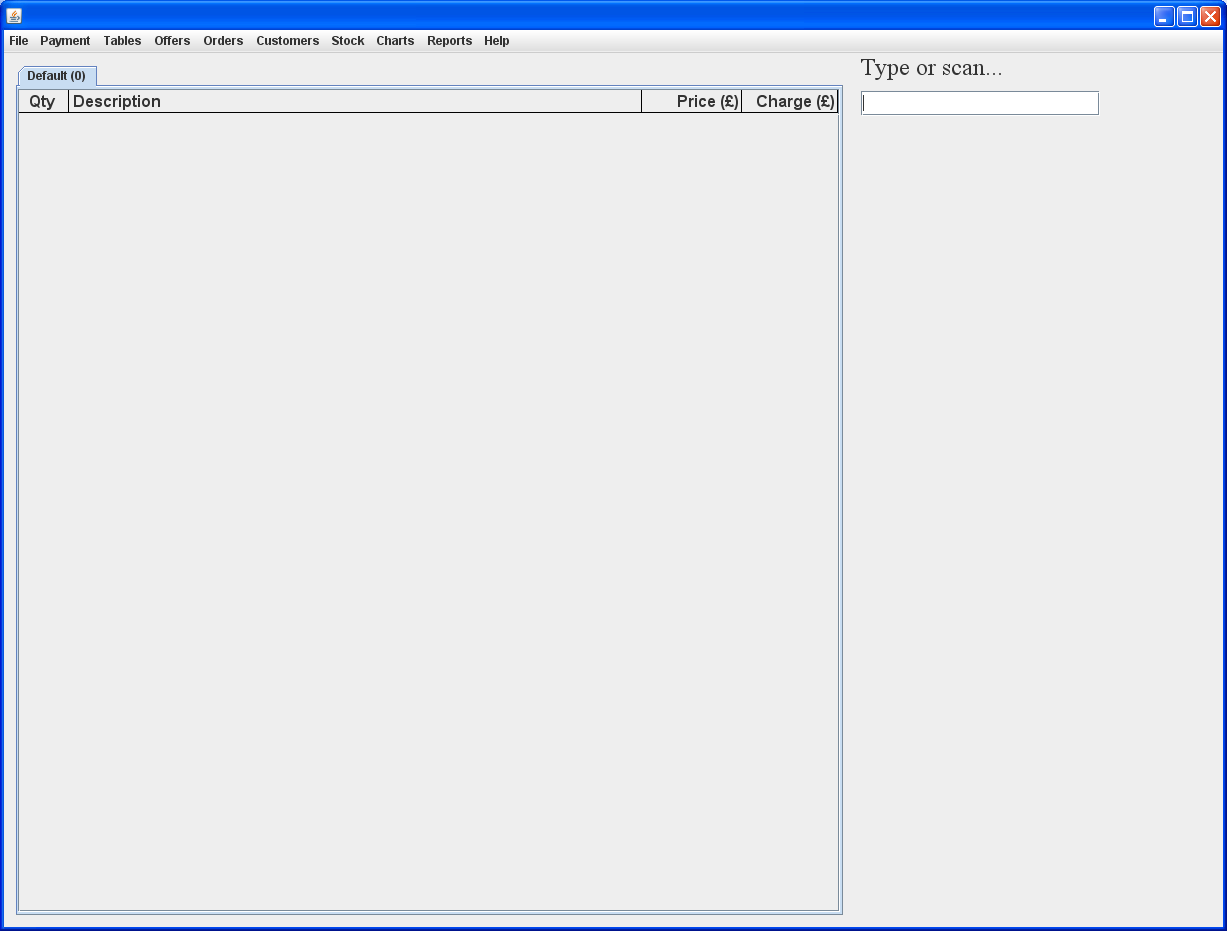 File Payment Tables Offers Orders Customers Stock Charts Reports Help
Default (0)
Qty Description Price (£) Charge (£)
Type or scan...